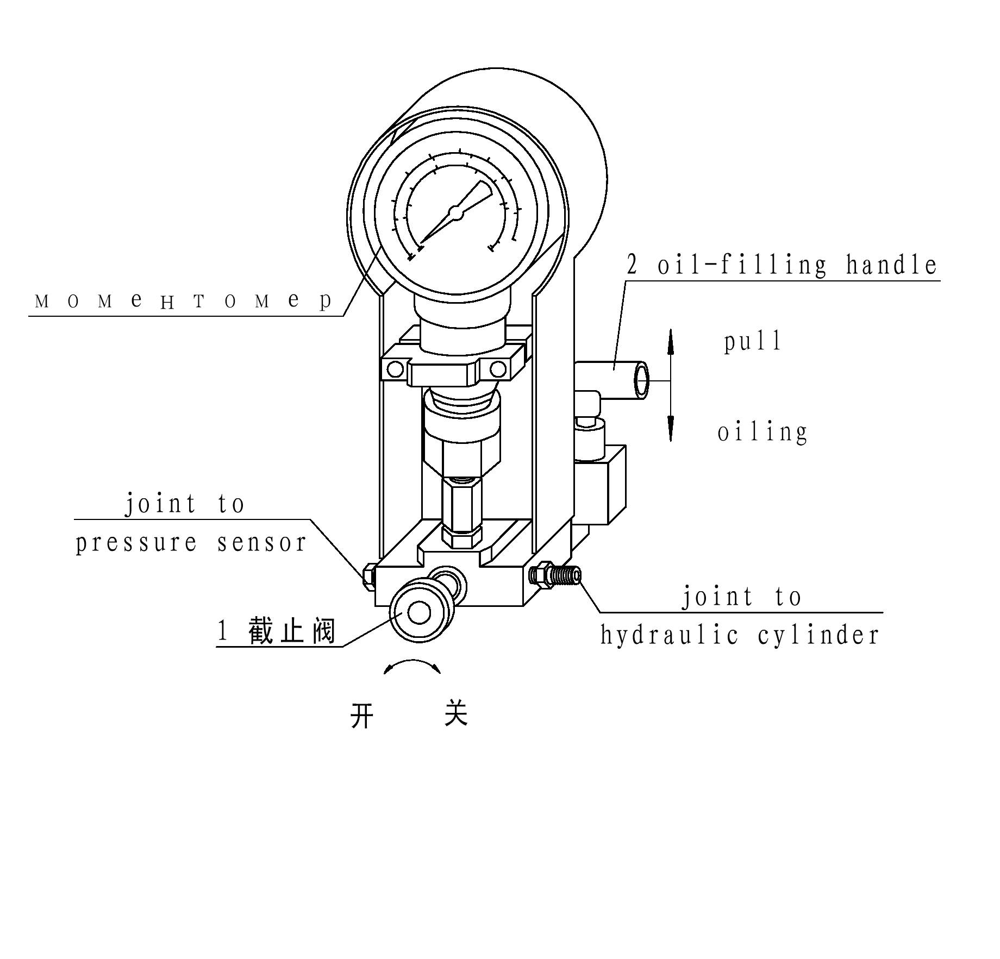 2 oil-filling handle
моментомер
pull
oiling
joint to
pressure sensor
joint to
hydraulic cylinder
1 截止阀
开 关